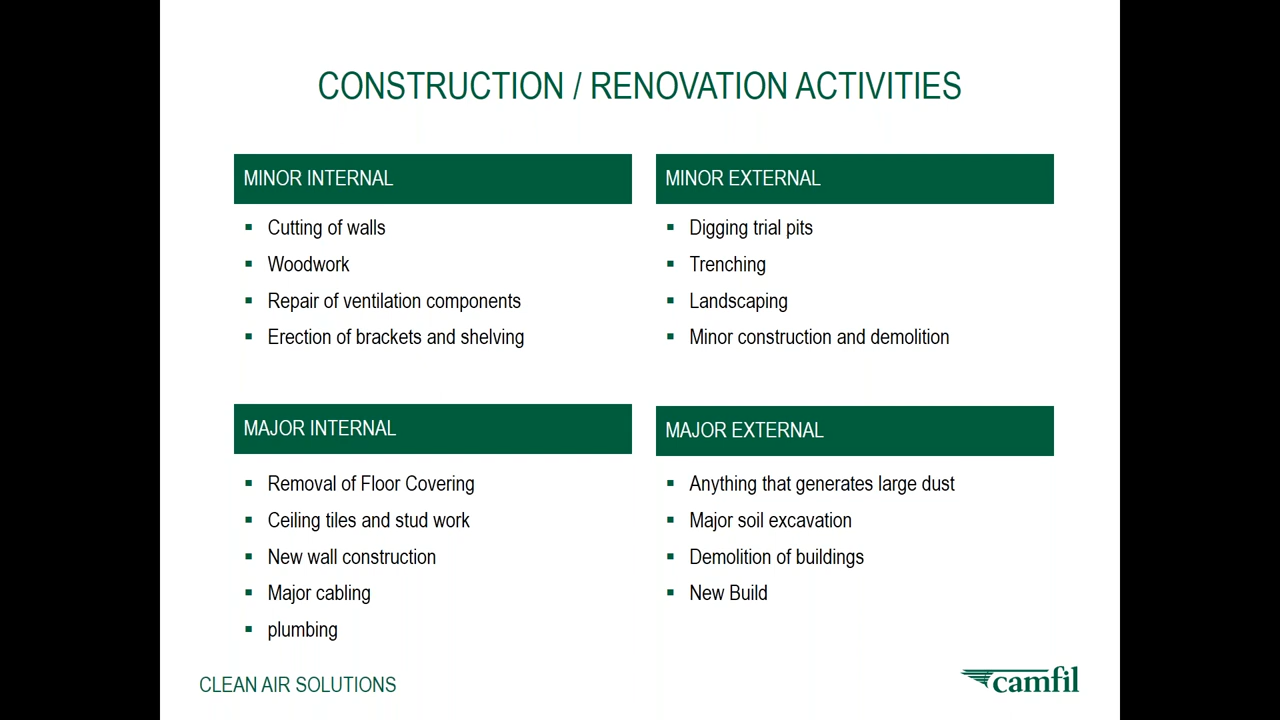 CONSTRUCTION / RENOVATION ACTIVITIES
MINOR INTERNAL
Cutting of walls
Woodwork
Repair of ventilation components
Erection of brackets and shelving
MINOR EXTERNAL
Digging trial pits
Trenching
Landscaping
Minor construction and demolition
MAJOR INTERNAL
Removal of Floor Covering
Ceiling tiles and stud work
New wall construction
Major cabling
plumbing
MAJOR EXTERNAL
Anything that generates large dust
Major soil excavation
Demolition of buildings
New Build
CLEAN AIR SOLUTIONS
camfil